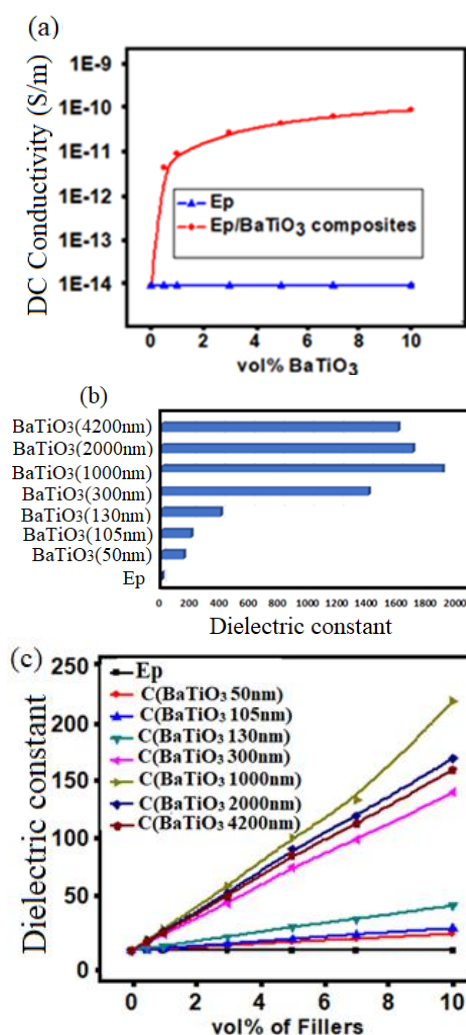 (a)
DC Conductivity (S/m)
1E-9
1E-10
1E-11
1E-12
1E-13
1E-14
Ep
Ep/BaTiO3 composites
0 2 4 6 8 10
vol% BaTiO3
(b)
BaTiO3(4200nm)
BaTiO3(2000nm)
BaTiO3(1000nm)
BaTiO3(300nm)
BaTiO3(130nm)
BaTiO3(105nm)
BaTiO3(50nm)
Ep
0 200 400 600 800 1000 1200 1400 1600 1800 2000
Dielectric constant
(c)
Dielectric constant
250
200
150
100
50
0
Ep
C(BaTiO3 50nm)
C(BaTiO3 105nm)
C(BaTiO3 130nm)
C(BaTiO3 300nm)
C(BaTiO3 1000nm)
C(BaTiO3 2000nm)
C(BaTiO3 4200nm)
0 2 4 6 8 10
vol% of Fillers